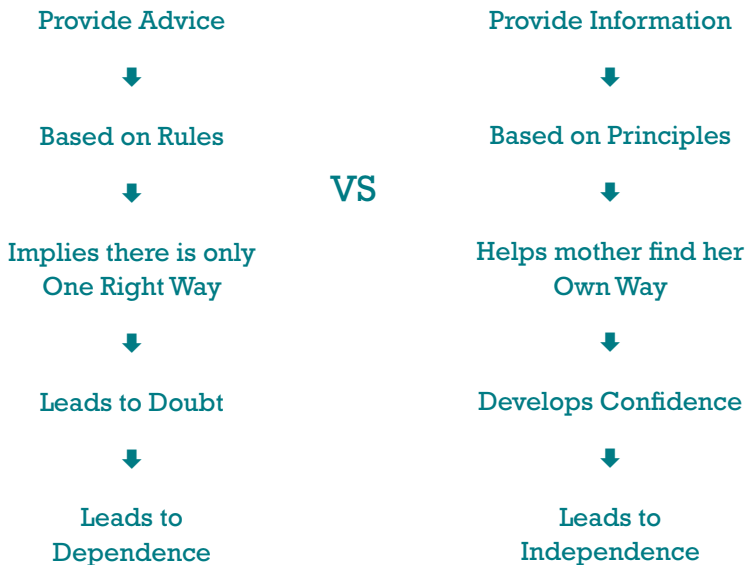 Provide Advice
Based on Rules
Implies there is only
One Right Way
Leads to Doubt
Leads to
Dependence
VS
Provide Information
Based on Principles
Helps mother find her
Own Way
Develops Confidence
Leads to
Independence